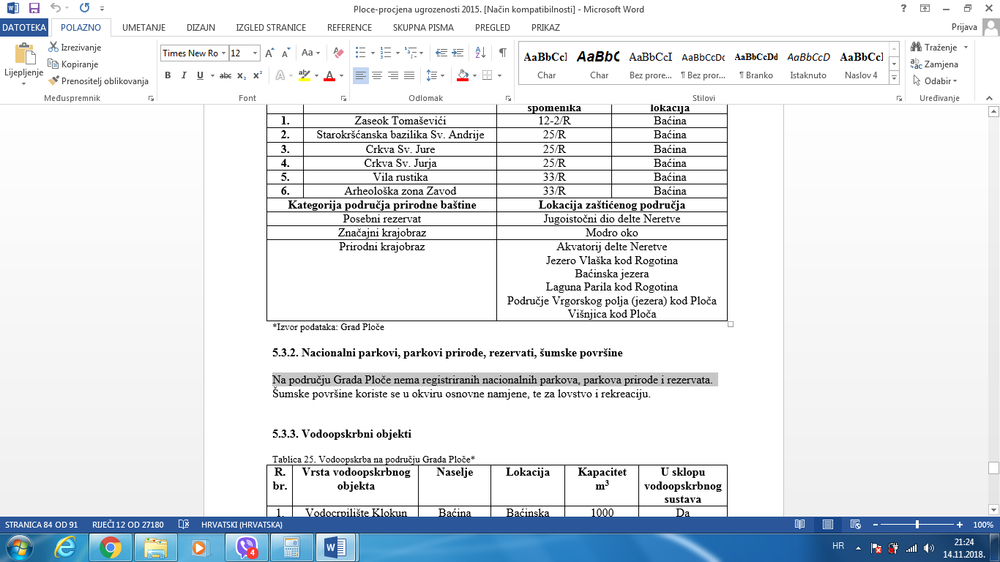 Ploce-procjena ugrozenosti 2015. [Način kompatibilnosti] - Microsoft Word
DATOTEKA POLAZNO UMETANJE DIZAJN IZGLED STRANICE REFERENCE SKUPNA PISMA PREGLED PRIKAZ Prijava
Lijepljenje
Izrezivanje
Kopiranje
Prenositelj oblikovanja
Međuspremnik
Times New Ro 12
Font
Odlomak
AaBbCcI AaBbC AaBbCcI AaBbCcDc AaBbCcDd AaBbCcD AaBbCcI
Char Char Bez prore... ¶ Bez pror... ¶ Branko Istaknuto Naslov 4
Stilovi
Traženje
Zamjena
Odabir
Uređivanje
spomenika lokacija
1. Zaseok Tomaševići 12-2/R Baćina
2. Starokršćanska bazilika Sv. Andrije 25/R Baćina
3. Crkva Sv. Jure 25/R Baćina
4. Crkva Sv. Jurja 25/R Baćina
5. Vila rustika 33/R Baćina
6. Arheološka zona Zavod 33/R Baćina
Kategorija područja prirodne baštine Lokacija zaštićenog područja
Posebni rezervat Jugoistočni dio delte Neretve
Značajni krajobraz Modro oko
Prirodni krajobraz Akvatorij delte Neretve
Jezero Vlaška kod Rogotina
Baćinska jezera
Laguna Parila kod Rogotina
Područje Vrgorskog polja (jezera) kod Ploča
Višnjica kod Ploča
*Izvor podataka: Grad Ploče
5.3.2. Nacionalni parkovi, parkovi prirode, rezervati, šumske površine
Na području Grada Ploče nema registriranih nacionalnih parkova, parkova prirode i rezervata.
Šumske površine koriste se u okviru osnovne namjene, te za lovstvo i rekreaciju.
5.3.3. Vodoopskrbni objekti
Tablica 25. Vodoopskrba na području Grada Ploče*
R. br. Vrsta vodoopskrbnog objekta Naselje Lokacija Kapacitet m³ U sklopu vodoopskrbnog sustava
1. Vodocrpilište Klokun Baćina Baćinska 1000 Da
STRANICA 84 OD 91 RIJEČI 12 OD 27180 HRVATSKI (HRVATSKA) 100%
4
HR 21:24
14.11.2018.